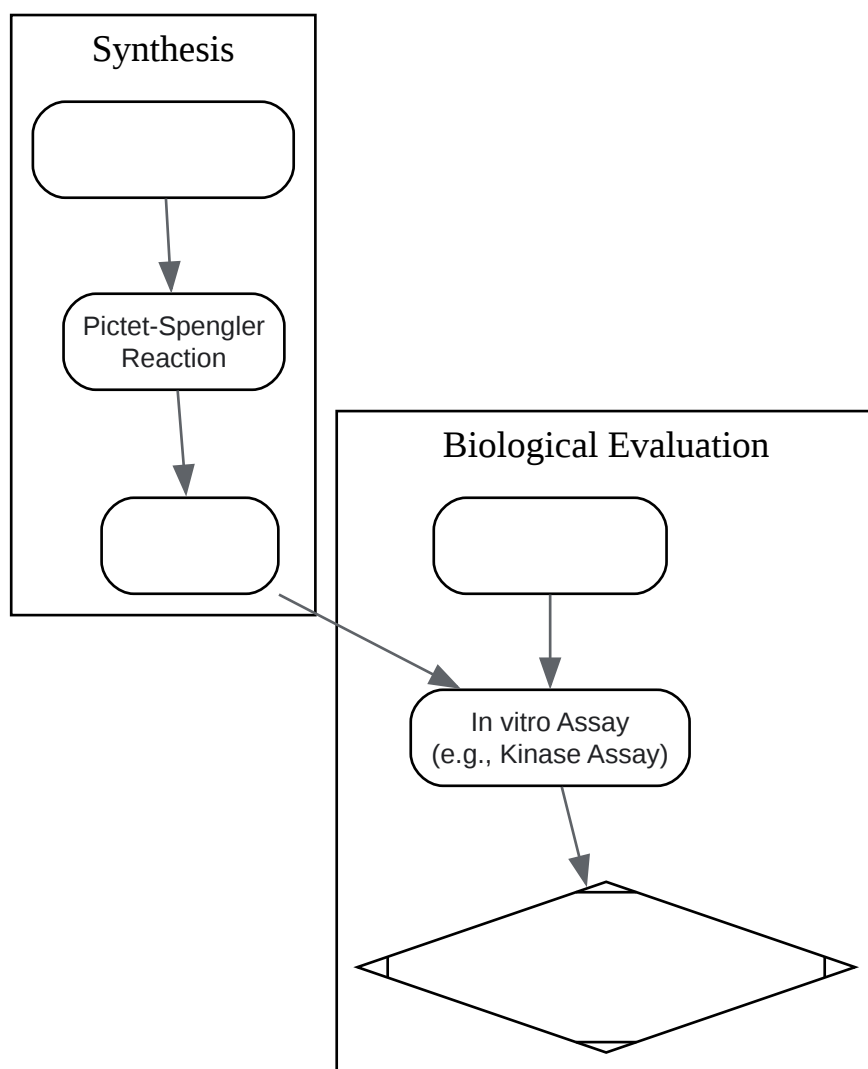 Synthesis
Pictet-Spengler
Reaction
Biological Evaluation
In vitro Assay
(e.g., Kinase Assay)